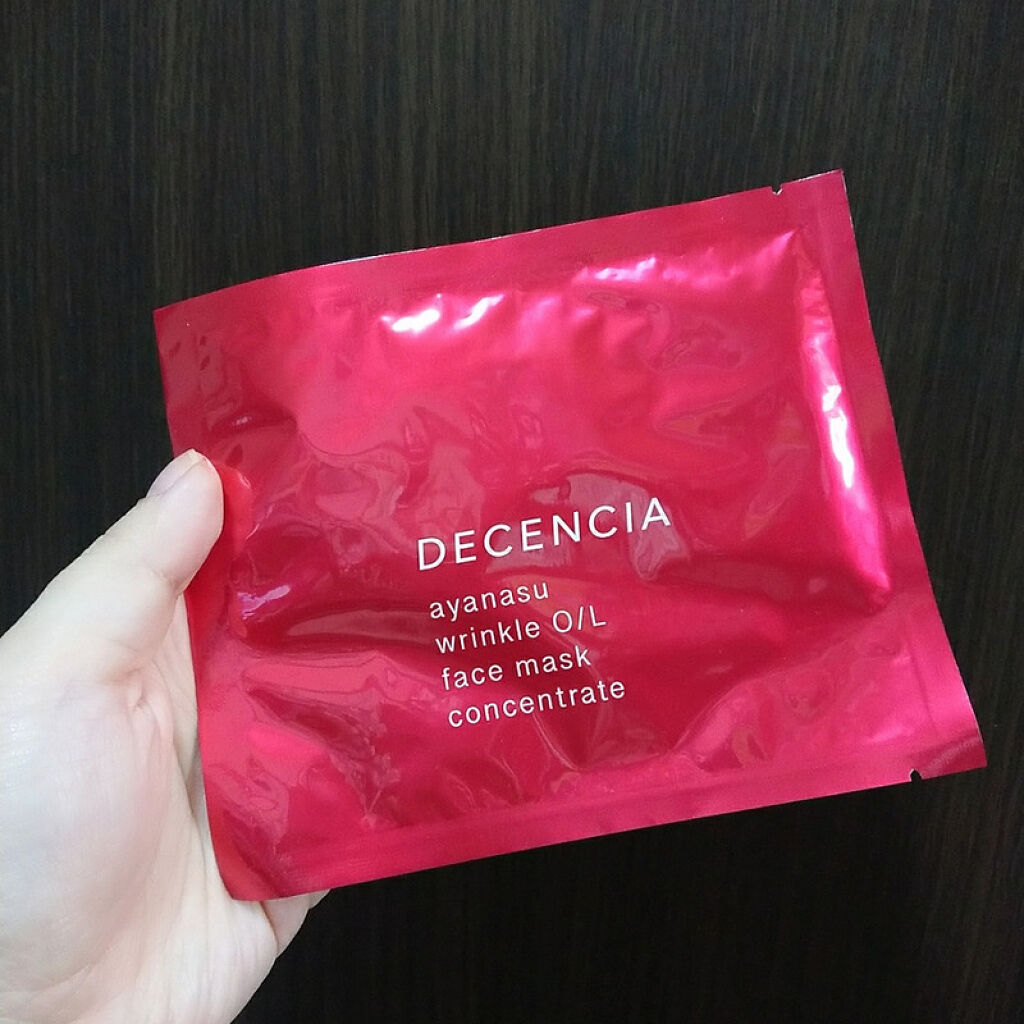 DECENCIA
ayanasu
wrinkle O/L
face mask
concentrate